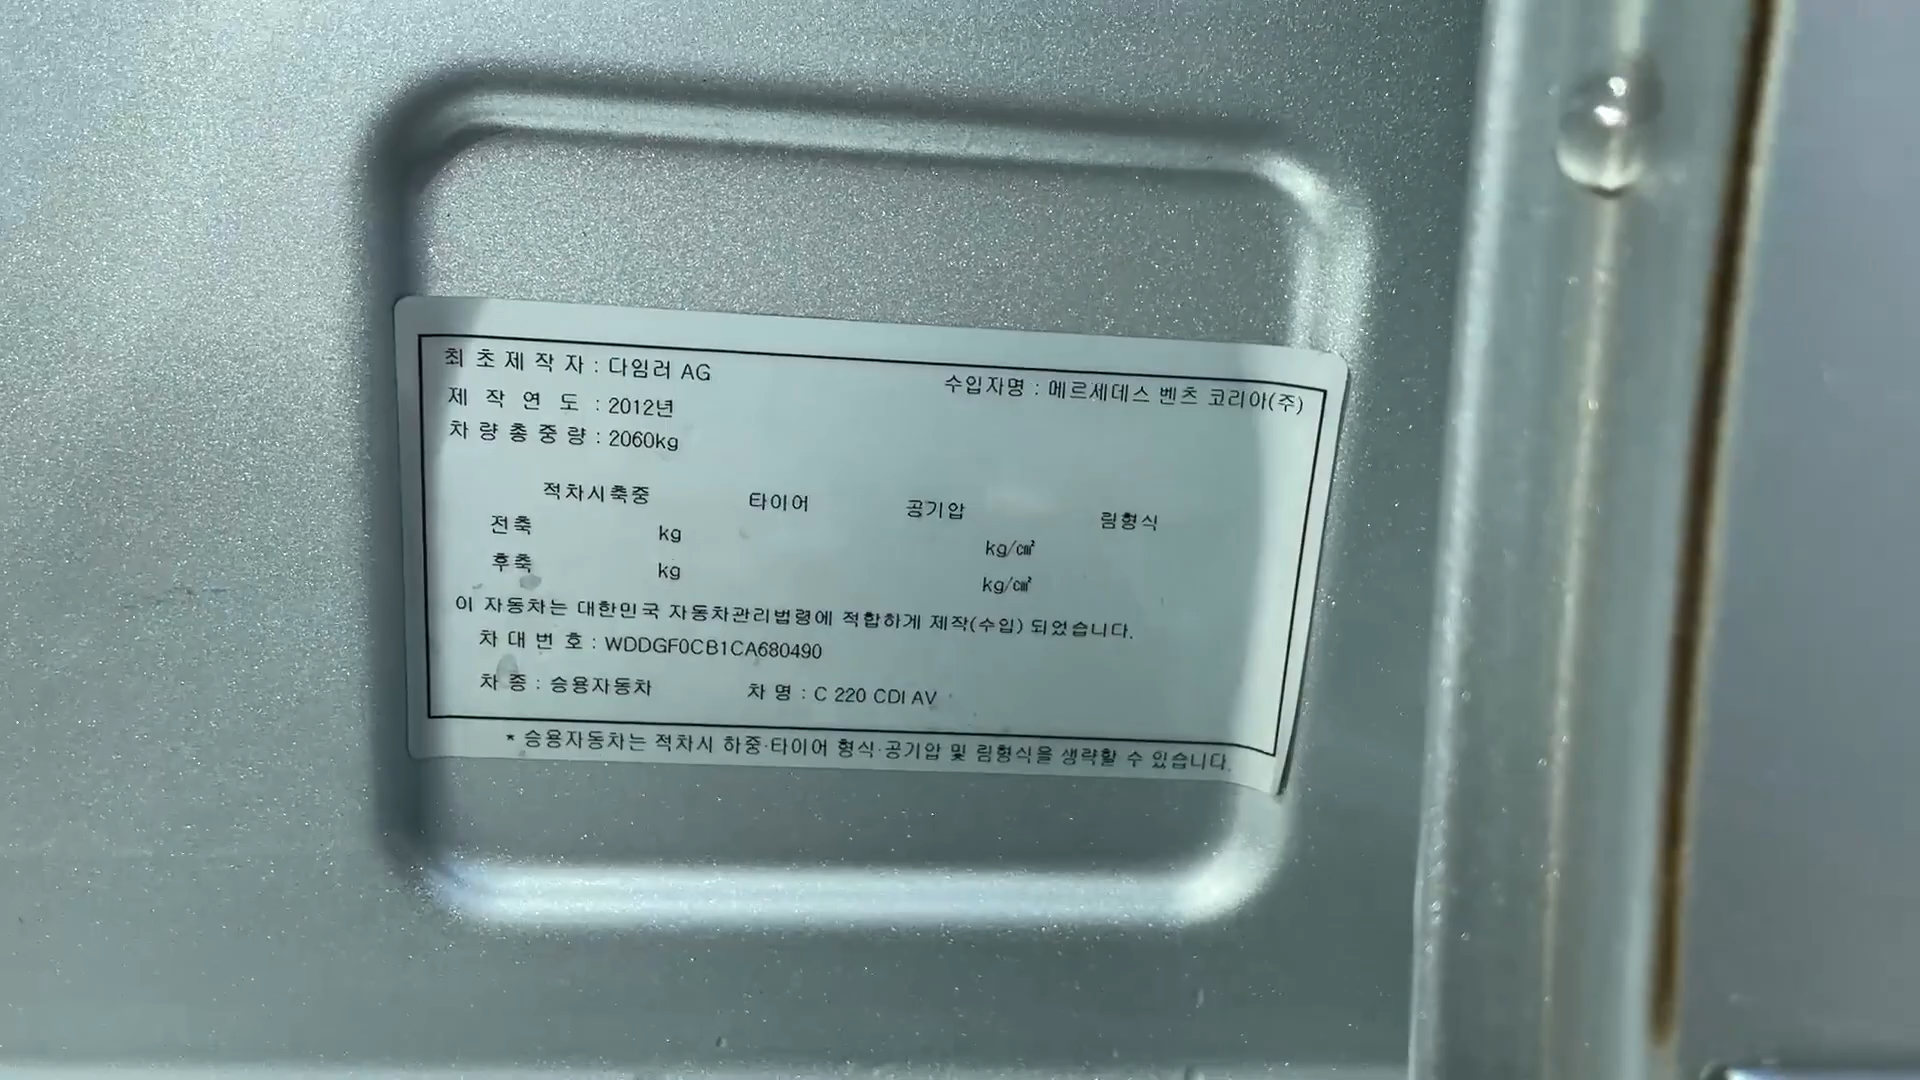 최 초 제 작 자 : 다임러 AG
수입자명 : 메르세데스 벤츠 코리아(주)
제 작 연 도 : 2012년
차 량 총 중 량 : 2060kg
적차시축중 타이어 공기압 림형식
전축 kg kg/㎠
후축 kg kg/㎠
이 자동차는 대한민국 자동차관리법령에 적합하게 제작(수입) 되었습니다.
차 대 번 호 : WDDGF0CB1CA680490
차 종 : 승용자동차 차 명 : C 220 CDI AV
* 승용자동차는 적차시 하중·타이어 형식·공기압 및 림형식을 생략할 수 있습니다.